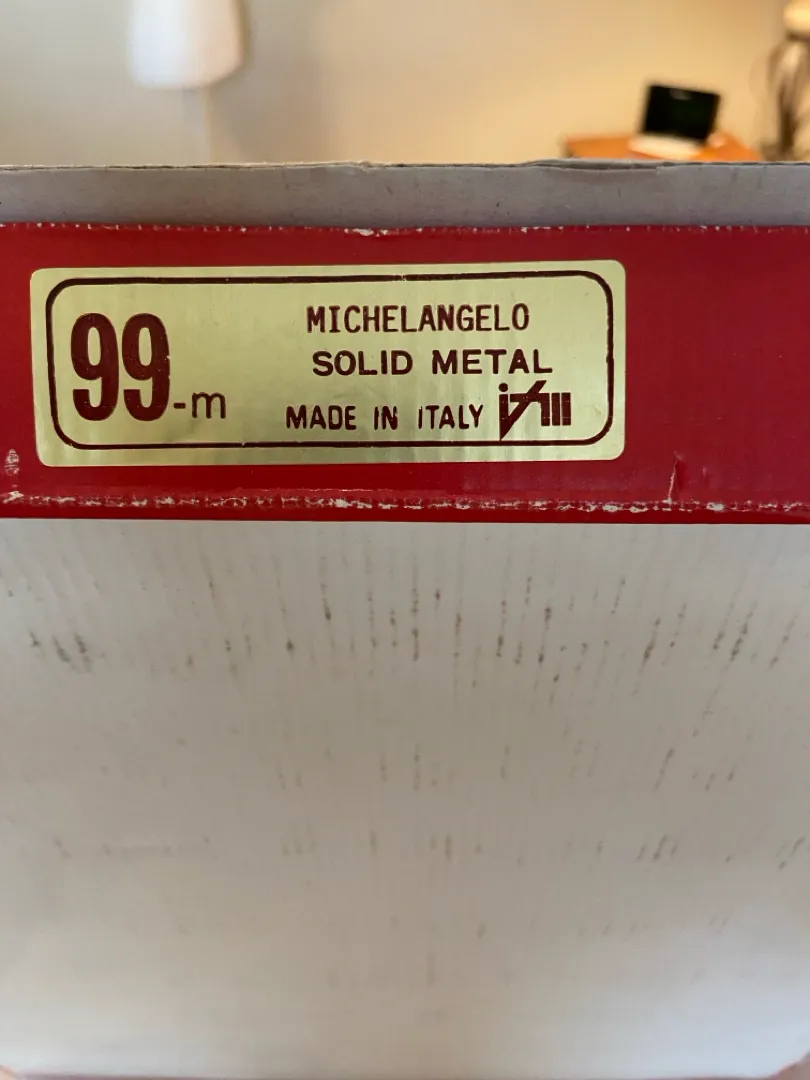 99-m
MICHELANGELO
SOLID METAL
MADE IN ITALY